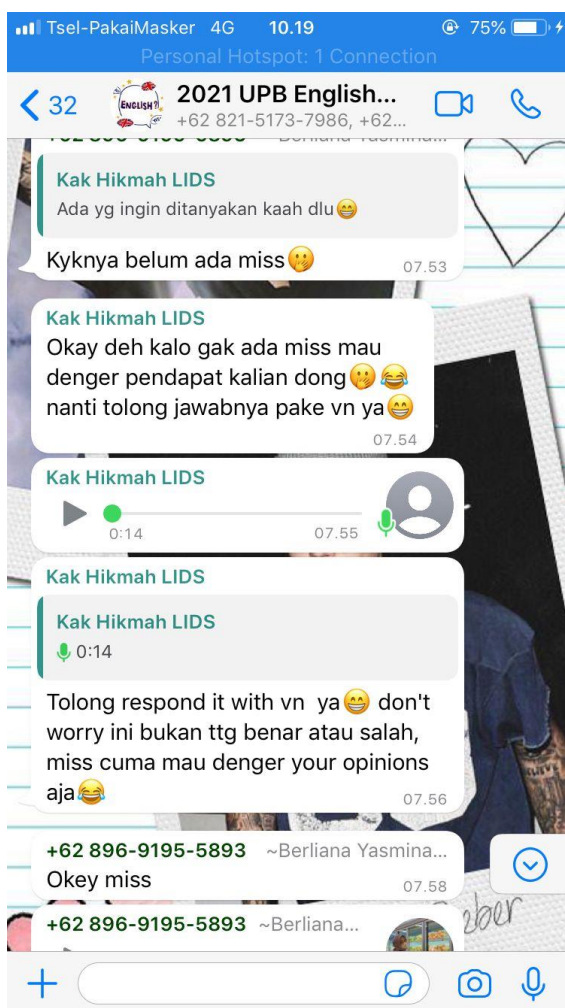 Tsel-PakaiMasker 4G 10.19 75%
Personal Hotspot: 1 Connection
32
ENGLISH?
2021 UPB English...
+62 821-5173-7986, +62...
Kak Hikmah LIDS
Ada yg ingin ditanyakan kaah dlu😄
Kyknya belum ada miss🤭
07.53
Kak Hikmah LIDS
Okay deh kalo gak ada miss mau
denger pendapat kalian dong🤭😂
nanti tolong jawabnya pake vn ya😁
07.54
Kak Hikmah LIDS
0:14 07.55
Kak Hikmah LIDS
Kak Hikmah LIDS
0:14
Tolong respond it with vn ya😁 don't
worry ini bukan ttg benar atau salah,
miss cuma mau denger your opinions
aja😂
07.56
+62 896-9195-5893 ~Berliana Yasmina...
Okey miss
07.58
+62 896-9195-5893 ~Berliana...